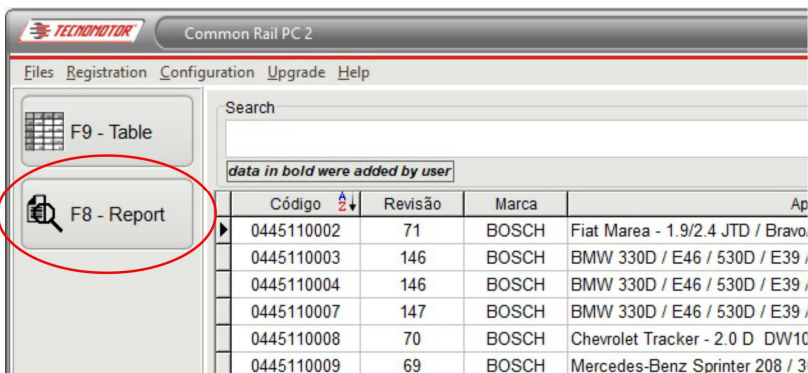 TECNOMOTOR
Common Rail PC 2
Files Registration Configuration Upgrade Help
F9 - Table
F8 - Report
Search
data in bold were added by user
Código Revisão Marca Ap
0445110002 71 BOSCH Fiat Marea - 1.9/2.4 JTD / Bravo
0445110003 146 BOSCH BMW 330D / E46 / 530D / E39 /
0445110004 146 BOSCH BMW 330D / E46 / 530D / E39 /
0445110007 147 BOSCH BMW 330D / E46 / 530D / E39 /
0445110008 70 BOSCH Chevrolet Tracker - 2.0 D DW10
0445110009 69 BOSCH Mercedes-Benz Sprinter 208 / 3